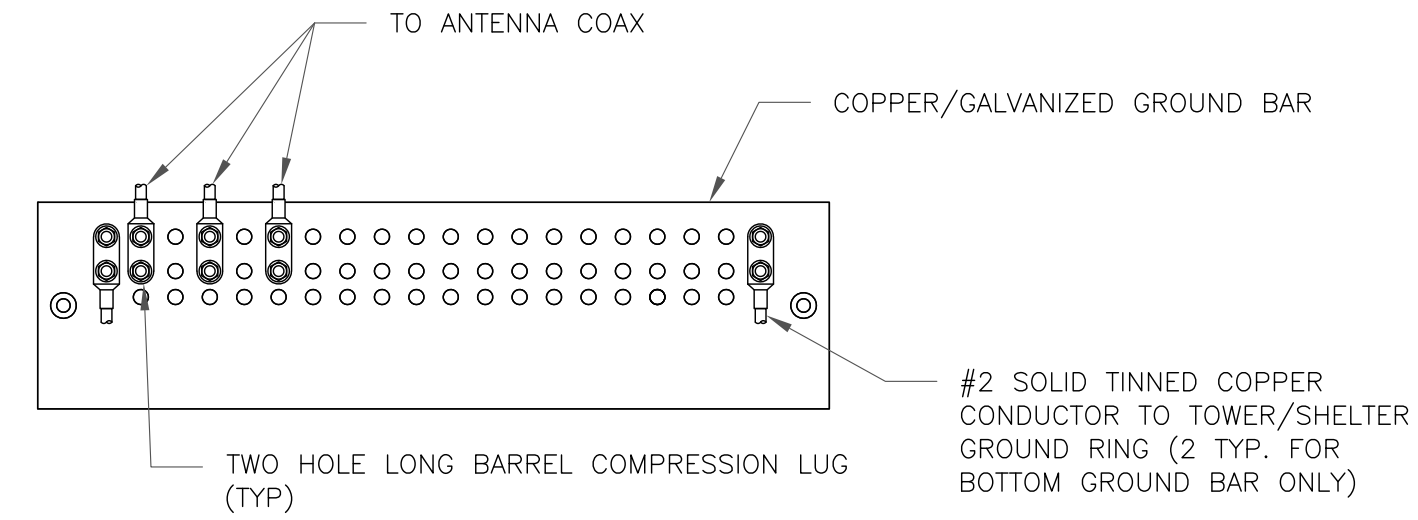 TO ANTENNA COAX
COPPER/GALVANIZED GROUND BAR
#2 SOLID TINNED COPPER
CONDUCTOR TO TOWER/SHELTER
GROUND RING (2 TYP. FOR
BOTTOM GROUND BAR ONLY)
TWO HOLE LONG BARREL COMPRESSION LUG
(TYP)